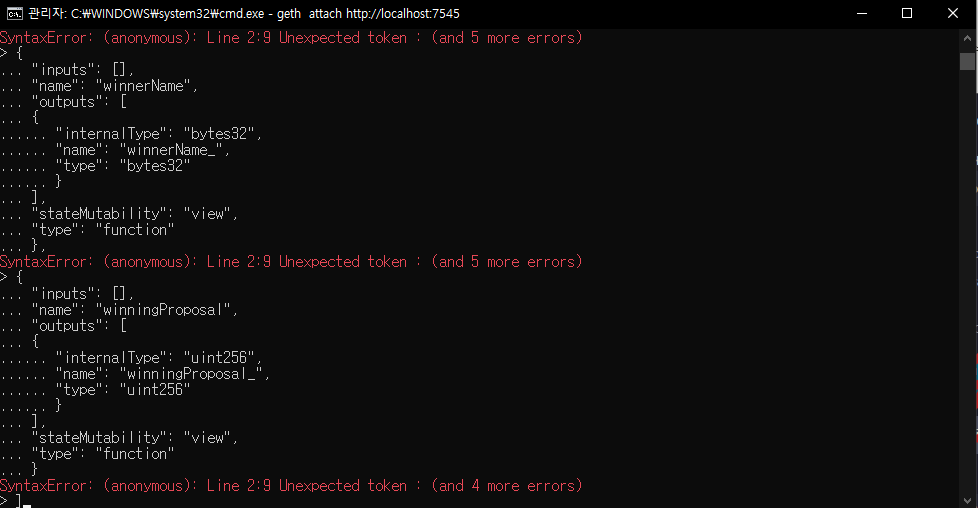 관리자: C:₩WINDOWS₩system32₩cmd.exe - geth  attach http://localhost:7545
SyntaxError: (anonymous): Line 2:9 Unexpected token : (and 5 more errors)
> {
... "inputs": [],
... "name": "winnerName",
... "outputs": [
... {
...... "internalType": "bytes32",
...... "name": "winnerName_",
...... "type": "bytes32"
...... }
... ],
... "stateMutability": "view",
... "type": "function"
... },
SyntaxError: (anonymous): Line 2:9 Unexpected token : (and 5 more errors)
> {
... "inputs": [],
... "name": "winningProposal",
... "outputs": [
... {
...... "internalType": "uint256",
...... "name": "winningProposal_",
...... "type": "uint256"
...... }
... ],
... "stateMutability": "view",
... "type": "function"
... }
SyntaxError: (anonymous): Line 2:9 Unexpected token : (and 4 more errors)
> ]